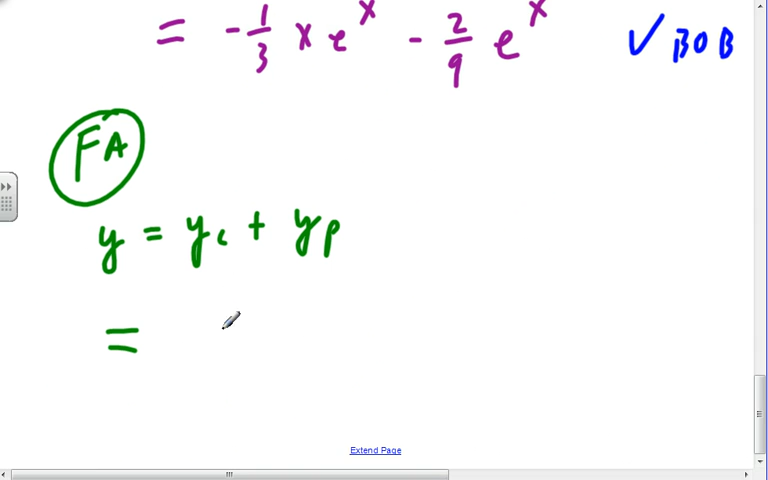 = -1/3 x e^x - 2/9 e^x ✓ BOB
FA
y = y_c + y_p
=
Extend Page